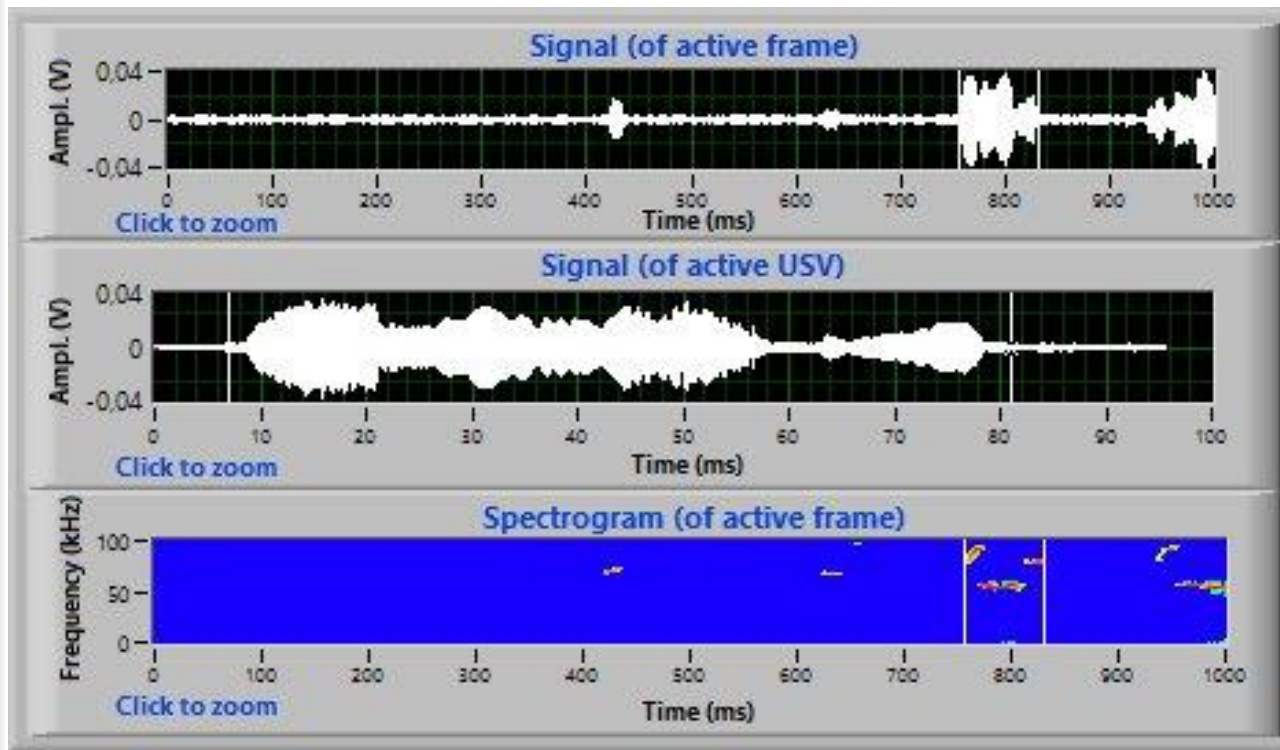 Signal (of active frame)
Ampl. (V)
0.04
0
-0.04
0 100 200 300 400 500 600 700 800 900 1000
Time (ms)
Click to zoom
Signal (of active USV)
Ampl. (V)
0.04
0
-0.04
0 10 20 30 40 50 60 70 80 90 100
Time (ms)
Click to zoom
Spectrogram (of active frame)
Frequency (kHz)
100
50
0
0 100 200 300 400 500 600 700 800 900 1000
Time (ms)
Click to zoom